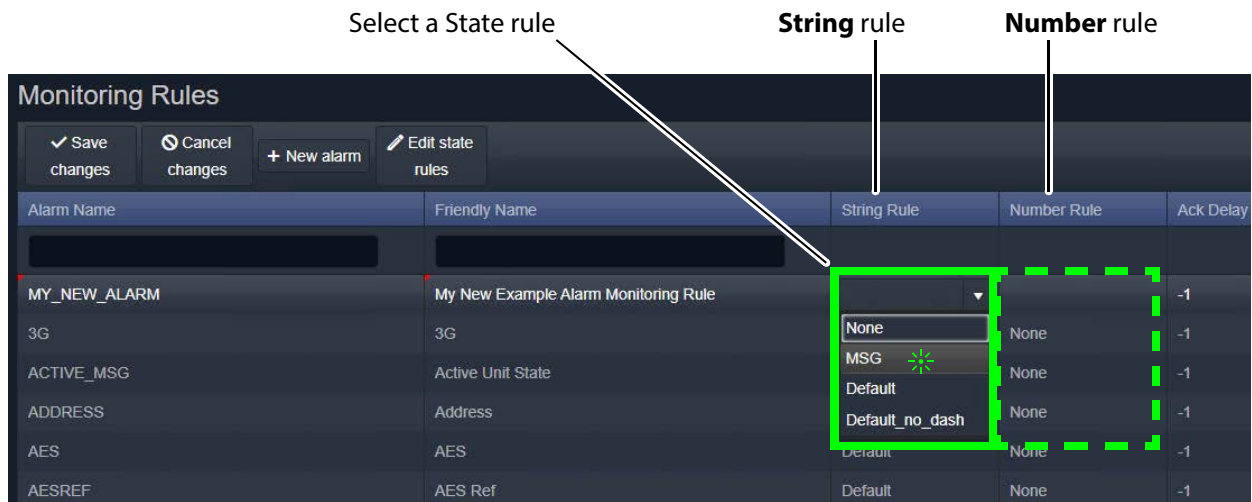 Select a State rule String rule Number rule
Monitoring Rules
Save changes Cancel changes + New alarm Edit state rules
Alarm Name Friendly Name String Rule Number Rule Ack Delay
MY_NEW_ALARM My New Example Alarm Monitoring Rule -1
3G 3G None None -1
ACTIVE_MSG Active Unit State MSG None -1
ADDRESS Address Default None -1
Default_no_dash
AES AES Default None -1
AESREF AES Ref Default None -1